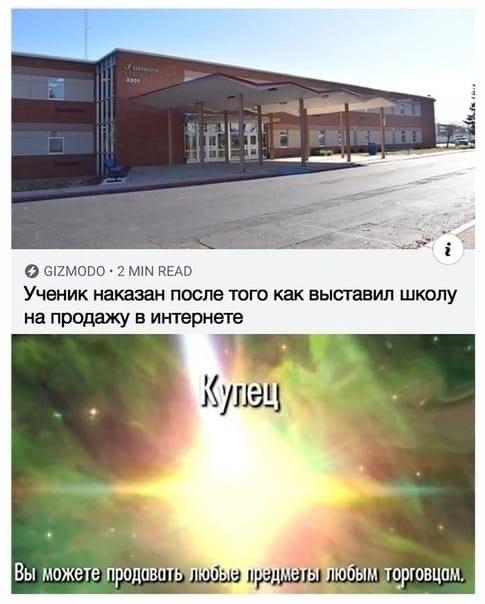 2301
GIZMODO • 2 MIN READ
Ученик наказан после того как выставил школу
на продажу в интернете
Купец
Вы можете продавать любые предметы любым торговцам.